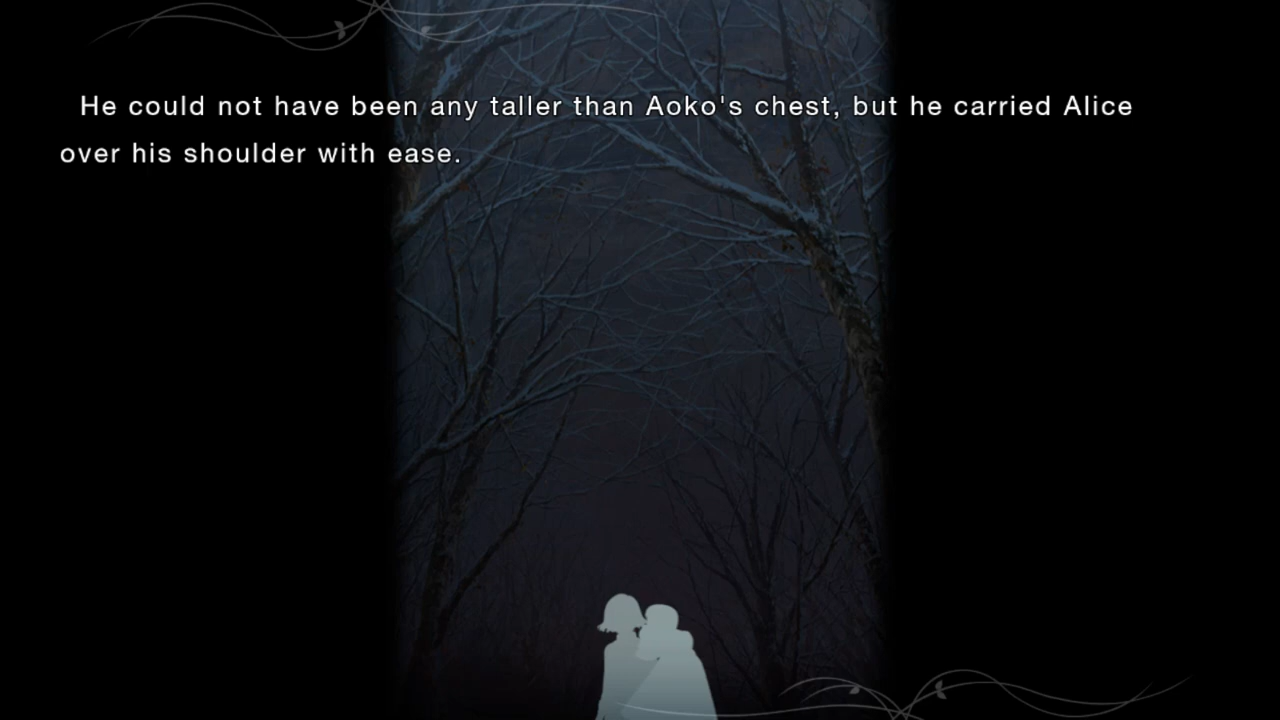 He could not have been any taller than Aoko's chest, but he carried Alice
over his shoulder with ease.